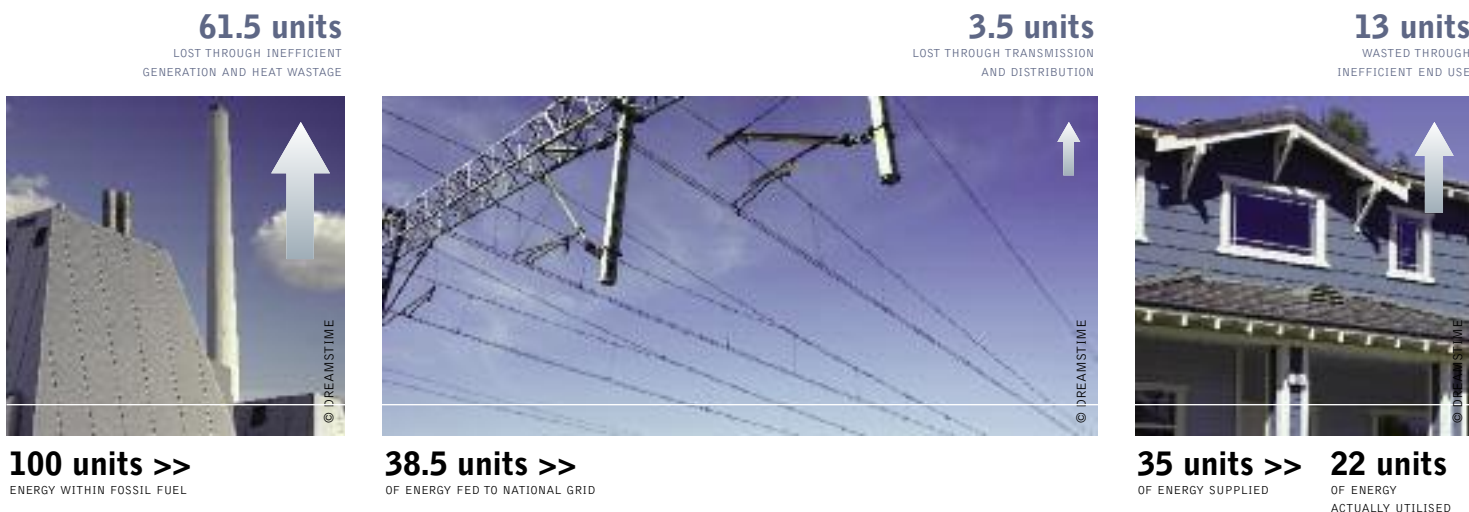 61.5 units
LOST THROUGH INEFFICIENT
GENERATION AND HEAT WASTAGE
3.5 units
LOST THROUGH TRANSMISSION
AND DISTRIBUTION
13 units
WASTED THROUGH
INEFFICIENT END USE
© DREAMSTIME
© DREAMSTIME
© DREAMSTIME
100 units >>
ENERGY WITHIN FOSSIL FUEL
38.5 units >>
OF ENERGY FED TO NATIONAL GRID
35 units >>
OF ENERGY SUPPLIED
22 units
OF ENERGY
ACTUALLY UTILISED